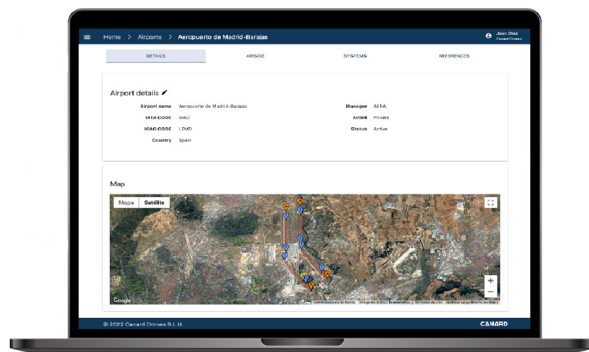 Home > Airports > Aeropuerto de Madrid-Barajas
Juan Díaz
Canard Drones
DETAILS AIRSIDE SYSTEMS REFERENCES
Airport details
Airport name Aeropuerto de Madrid-Barajas Manager AENA
IATA CODE MAD
ICAO CODE LEMD Status Active
Country Spain
Map
Mapa Satélite
+
−
Google
© 2022 Canard Drones S.L.U. CANARD